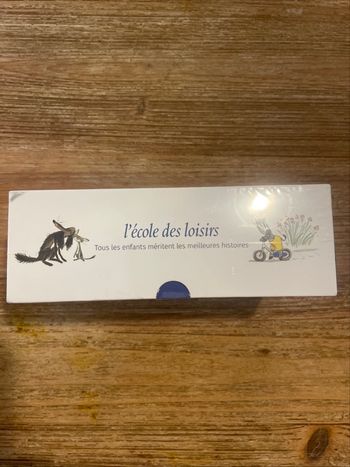 l'école des loisirs
Tous les enfants méritent les meilleures histoires